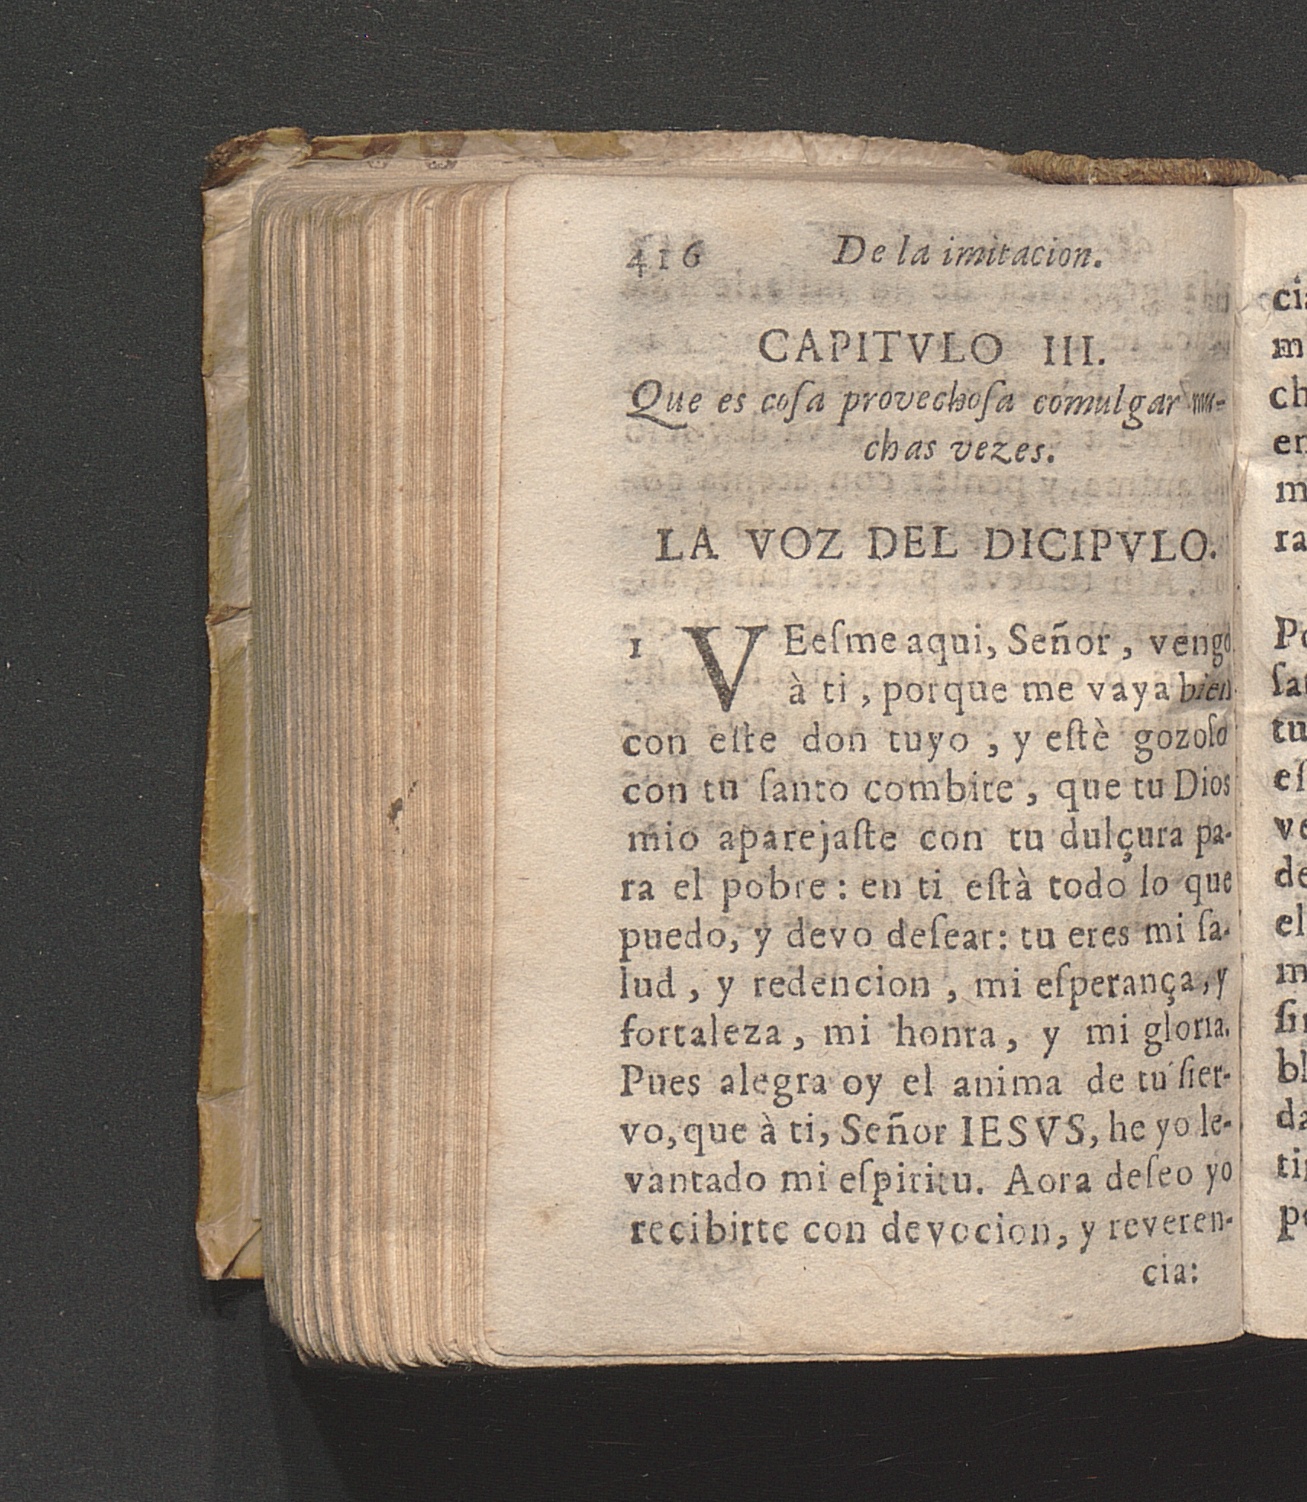 416 De la imitacion.
CAPITVLO III.
Que es coſa provechoſa comulgar mu-
chas vezes.
LA VOZ DEL DICIPVLO.
1 VEeſme aqui, Señor, vengo
à ti, porque me vaya bien
con eſte don tuyo, y eſtè gozoſo
con tu ſanto combite, que tu Dios
mio aparejaſte con tu dulçura pa-
ra el pobre: en ti eſtà todo lo que
puedo, y devo deſear: tu eres mi ſa-
lud, y redencion, mi eſperança, y
fortaleza, mi honra, y mi gloria.
Pues alegra oy el anima de tu ſier-
vo, que à ti, Señor IESVS, he yo le-
vantado mi eſpiritu. Aora deſeo yo
recibirte con devocion, y reveren-
cia: